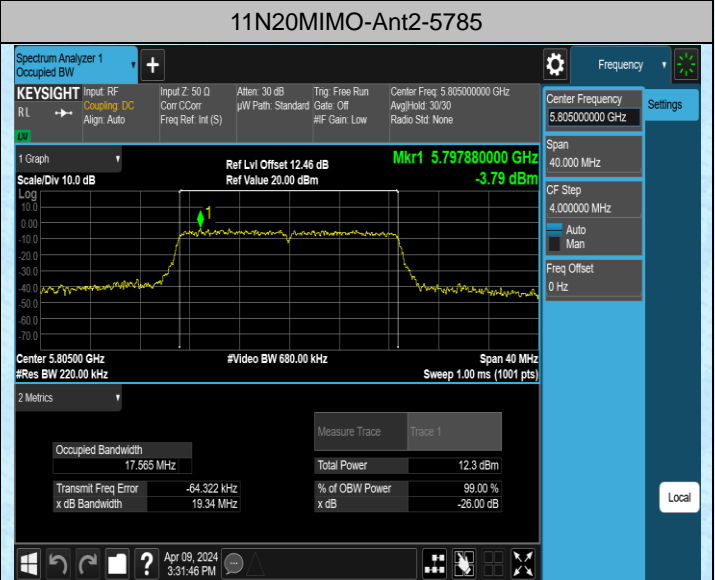 11N20MIMO-Ant2-5785
Spectrum Analyzer 1
Occupied BW
Frequency
KEYSIGHT Input: RF Input Z: 50 Ω Atten: 30 dB Trig: Free Run Center Freq: 5.805000000 GHz
RL Coupling: DC Corr CCorr µW Path: Standard Gate: Off Avg|Hold: 30/30
Align: Auto Freq Ref: Int (S) #IF Gain: Low Radio Std: None
Center Frequency
5.805000000 GHz
Settings
Span
40.000 MHz
CF Step
4.000000 MHz
Auto
Man
Freq Offset
0 Hz
1 Graph
Scale/Div 10.0 dB
Ref Lvl Offset 12.46 dB
Ref Value 20.00 dBm
Mkr1 5.797880000 GHz
-3.79 dBm
Log
10.0
0.00
-10.0
-20.0
-30.0
-40.0
-50.0
-60.0
-70.0
1
Center 5.80500 GHz #Video BW 680.00 kHz Span 40 MHz
#Res BW 220.00 kHz Sweep 1.00 ms (1001 pts)
2 Metrics
Measure Trace Trace 1
Occupied Bandwidth
17.565 MHz
Total Power 12.3 dBm
Transmit Freq Error -64.322 kHz % of OBW Power 99.00 %
x dB Bandwidth 19.34 MHz x dB -26.00 dB
Local
Apr 09, 2024
3:31:46 PM